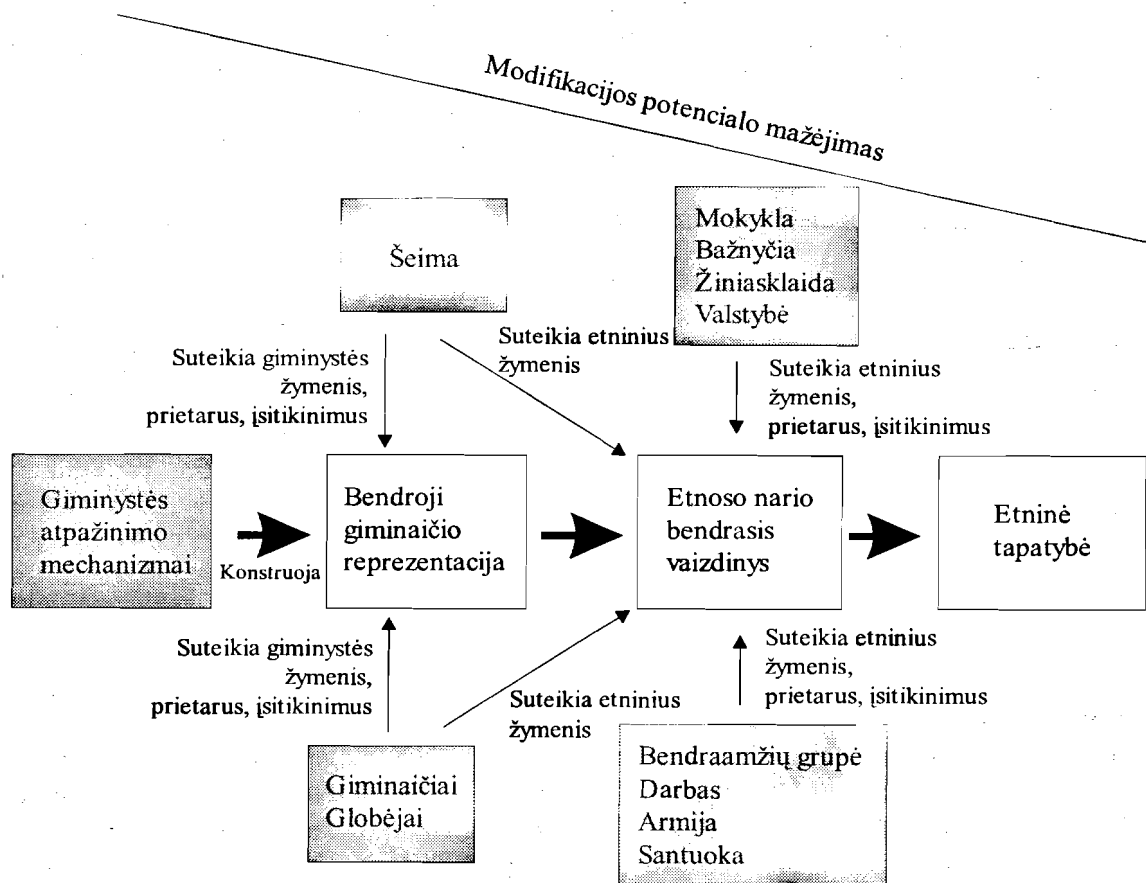 Modifikacijos potencialo mažėjimas
Šeima
Mokykla
Bažnyčia
Žiniasklaida
Valstybė
Suteikia giminystės
žymenis,
prietarus, įsitikinimus
Suteikia etninius
žymenis
Suteikia etninius
žymenis,
prietarus, įsitikinimus
Giminystės
atpažinimo
mechanizmai
Konstruoja
Bendroji
giminaičio
reprezentacija
Etnoso nario
bendrasis
vaizdinys
Etninė
tapatybė
Suteikia giminystės
žymenis,
prietarus, įsitikinimus
Suteikia etninius
žymenis
Suteikia etninius
žymenis,
prietarus, įsitikinimus
Giminaičiai
Globėjai
Bendraamžių grupė
Darbas
Armija
Santuoka